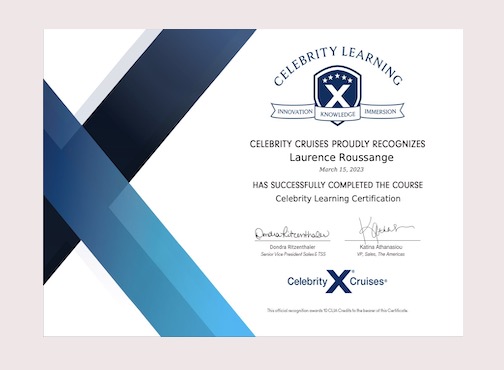 CELEBRITY LEARNING
INNOVATION KNOWLEDGE IMMERSION
CELEBRITY CRUISES PROUDLY RECOGNIZES
Laurence Roussange
March 15, 2023
HAS SUCCESSFULLY COMPLETED THE COURSE
Celebrity Learning Certification
Dondra Ritzenthaler
Dondra Ritzenthaler Katina Athanasiou
Senior Vice President Sales & TSS VP, Sales, The Americas
Celebrity X® Cruises®
This official recognition awards 10 CLIA Credits to the bearer of this Certificate.